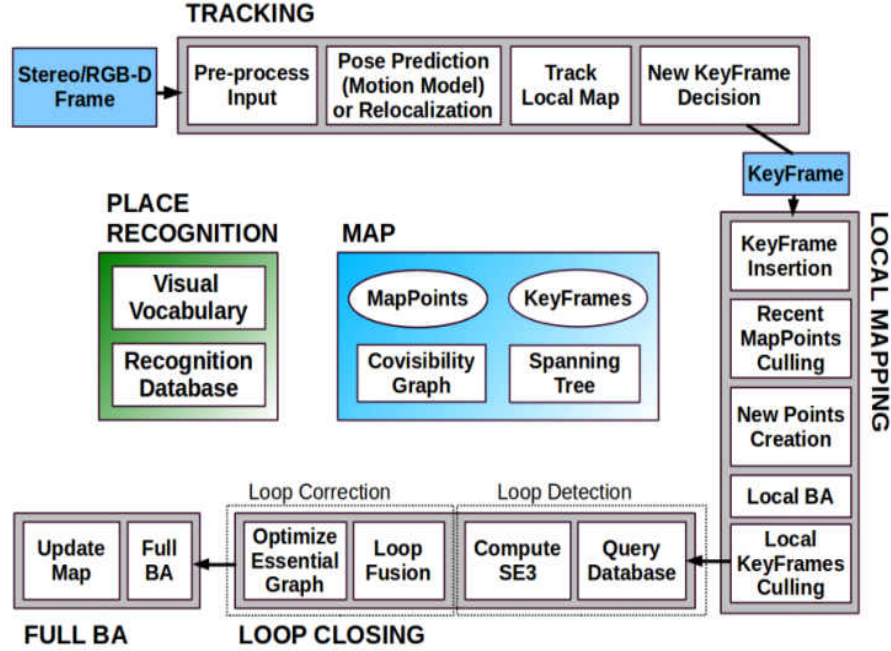 TRACKING
Stereo/RGB-D
Frame
Pre-process
Input
Pose Prediction
(Motion Model)
or Relocalization
Track
Local Map
New KeyFrame
Decision
KeyFrame
LOCAL MAPPING
KeyFrame
Insertion
Recent
MapPoints
Culling
New Points
Creation
Local BA
Local
KeyFrames
Culling
PLACE
RECOGNITION
Visual
Vocabulary
Recognition
Database
MAP
MapPoints
KeyFrames
Covisibility
Graph
Spanning
Tree
Loop Correction
Loop Detection
Update
Map
Full
BA
Optimize
Essential
Graph
Loop
Fusion
Compute
SE3
Query
Database
FULL BA
LOOP CLOSING